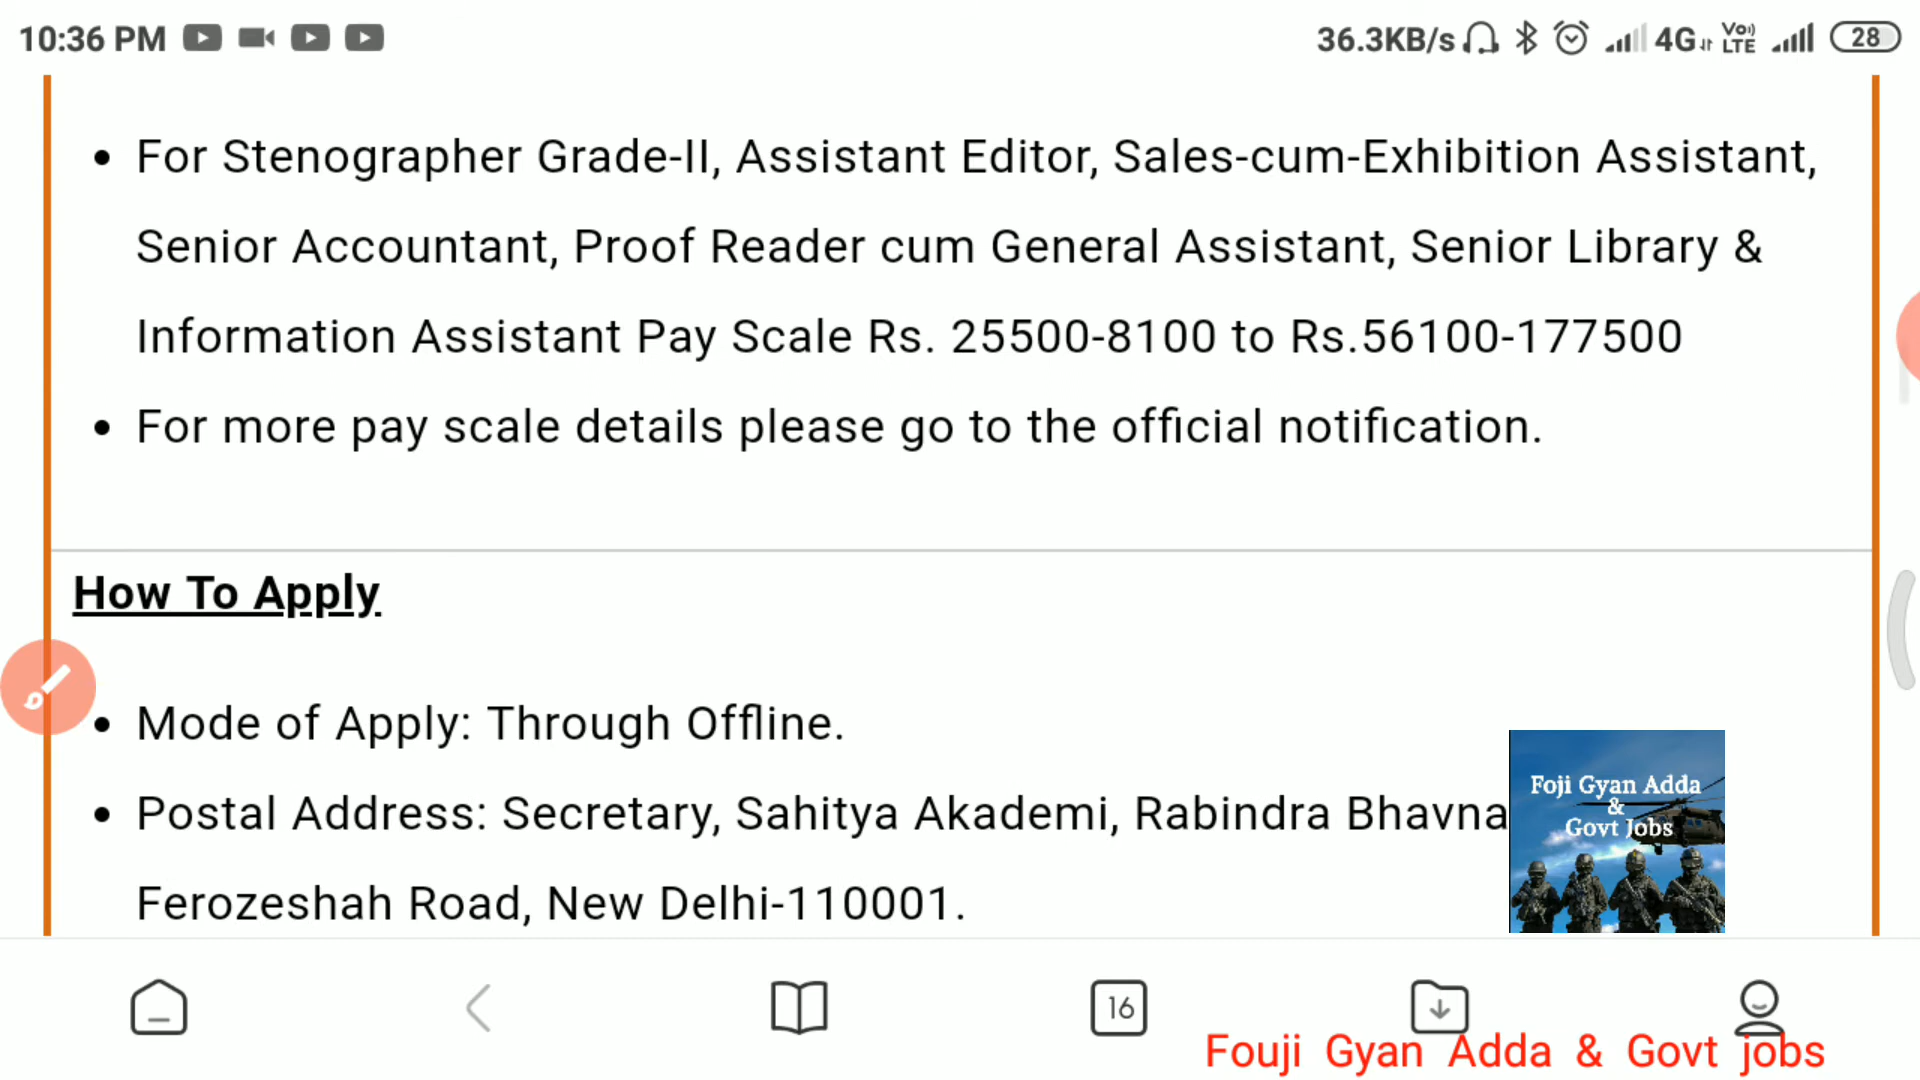 10:36 PM 36.3KB/s 4G VoLTE 28
For Stenographer Grade-II, Assistant Editor, Sales-cum-Exhibition Assistant,
Senior Accountant, Proof Reader cum General Assistant, Senior Library &
Information Assistant Pay Scale Rs. 25500-8100 to Rs.56100-177500
For more pay scale details please go to the official notification.
How To Apply
Mode of Apply: Through Offline.
Postal Address: Secretary, Sahitya Akademi, Rabindra Bhavna
Ferozeshah Road, New Delhi-110001.
Foji Gyan Adda
&
Govt Jobs
16
Fouji Gyan Adda & Govt jobs